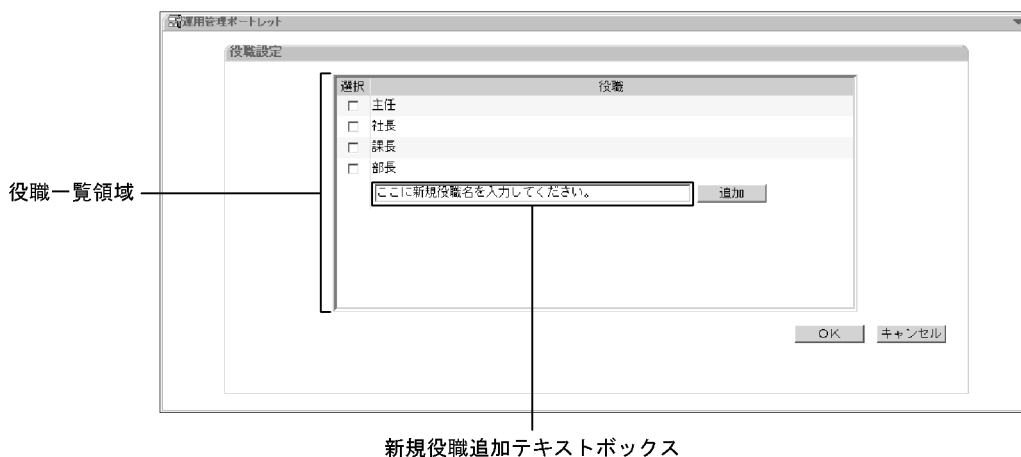 運用管理ポートレット
役職設定
選択 役職
主任
社長
課長
部長
ここに新規役職名を入力してください。 追加
役職一覧領域
OK キャンセル
新規役職追加テキストボックス